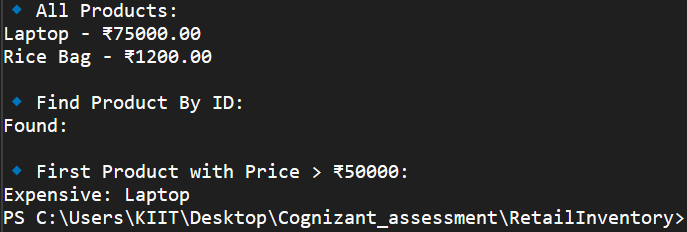 🔹 All Products:
Laptop - ₹75000.00
Rice Bag - ₹1200.00
🔹 Find Product By ID:
Found:
🔹 First Product with Price > ₹50000:
Expensive: Laptop
PS C:\Users\KIIT\Desktop\Cognizant_assessment\RetailInventory>